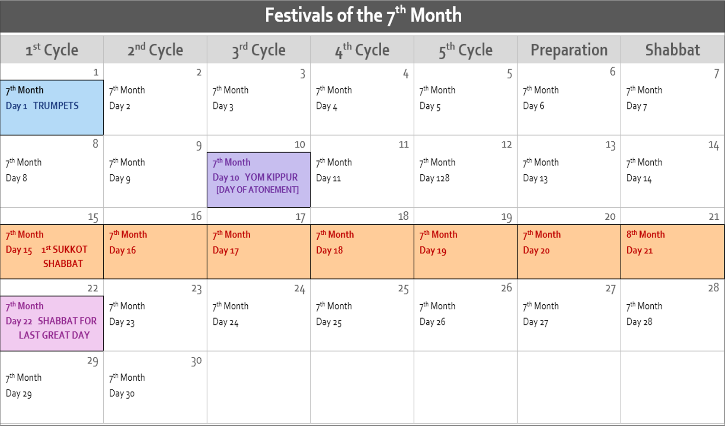 Festivals of the 7th Month
1st Cycle 2nd Cycle 3rd Cycle 4th Cycle 5th Cycle Preparation Shabbat
1 2 3 4 5 6 7
7th Month 7th Month 7th Month 7th Month 7th Month 7th Month 7th Month
Day 1 TRUMPETS Day 2 Day 3 Day 4 Day 5 Day 6 Day 7
8 9 10 11 12 13 14
7th Month 7th Month 7th Month 7th Month 7th Month 7th Month 7th Month
Day 8 Day 9 Day 10 YOM KIPPUR Day 11 Day 128 Day 13 Day 14
[DAY OF ATONEMENT]
15 16 17 18 19 20 21
7th Month 7th Month 7th Month 7th Month 7th Month 7th Month 8th Month
Day 15 1st SUKKOT Day 16 Day 17 Day 18 Day 19 Day 20 Day 21
SHABBAT
22 23 24 25 26 27 28
7th Month 7th Month 7th Month 7th Month 7th Month 7th Month 7th Month
Day 22 SHABBAT FOR Day 23 Day 24 Day 25 Day 26 Day 27 Day 28
LAST GREAT DAY
29 30
7th Month 7th Month
Day 29 Day 30